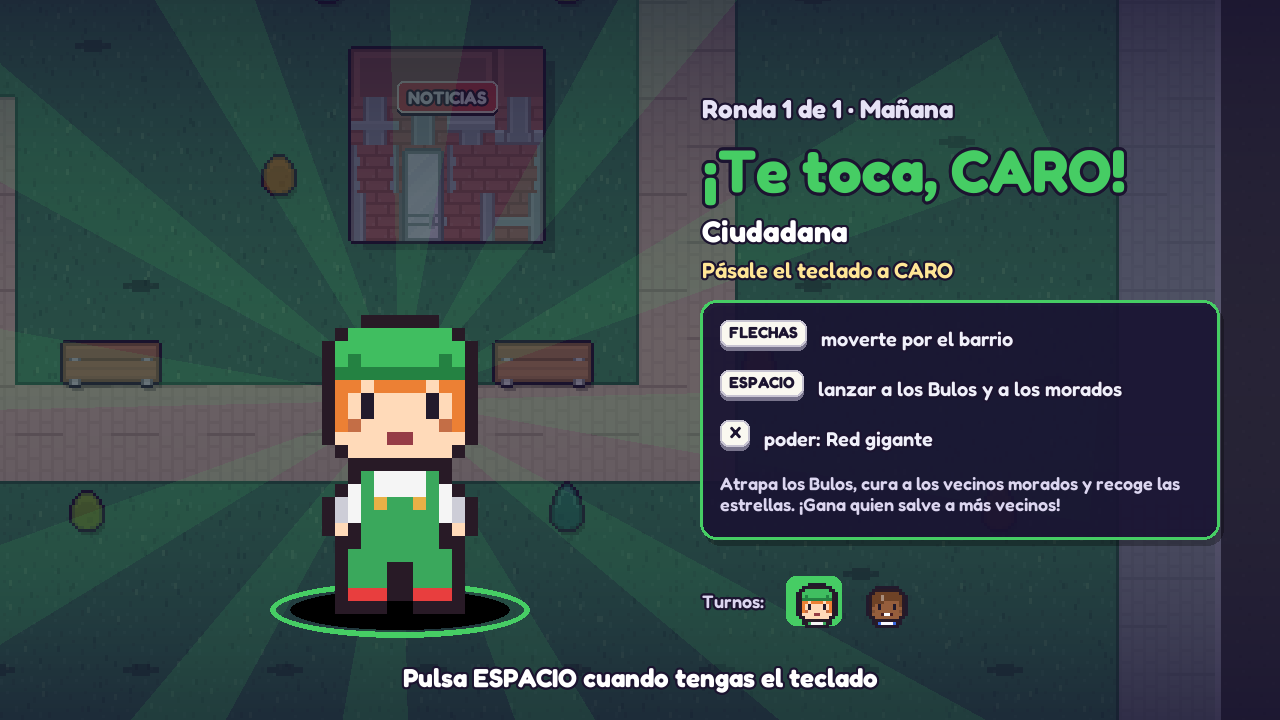 NOTICIAS
Ronda 1 de 1 · Mañana
¡Te toca, CARO!
Ciudadana
Pásale el teclado a CARO
FLECHAS moverte por el barrio
ESPACIO lanzar a los Bulos y a los morados
X poder: Red gigante
Atrapa los Bulos, cura a los vecinos morados y recoge las
estrellas. ¡Gana quien salve a más vecinos!
Turnos:
Pulsa ESPACIO cuando tengas el teclado